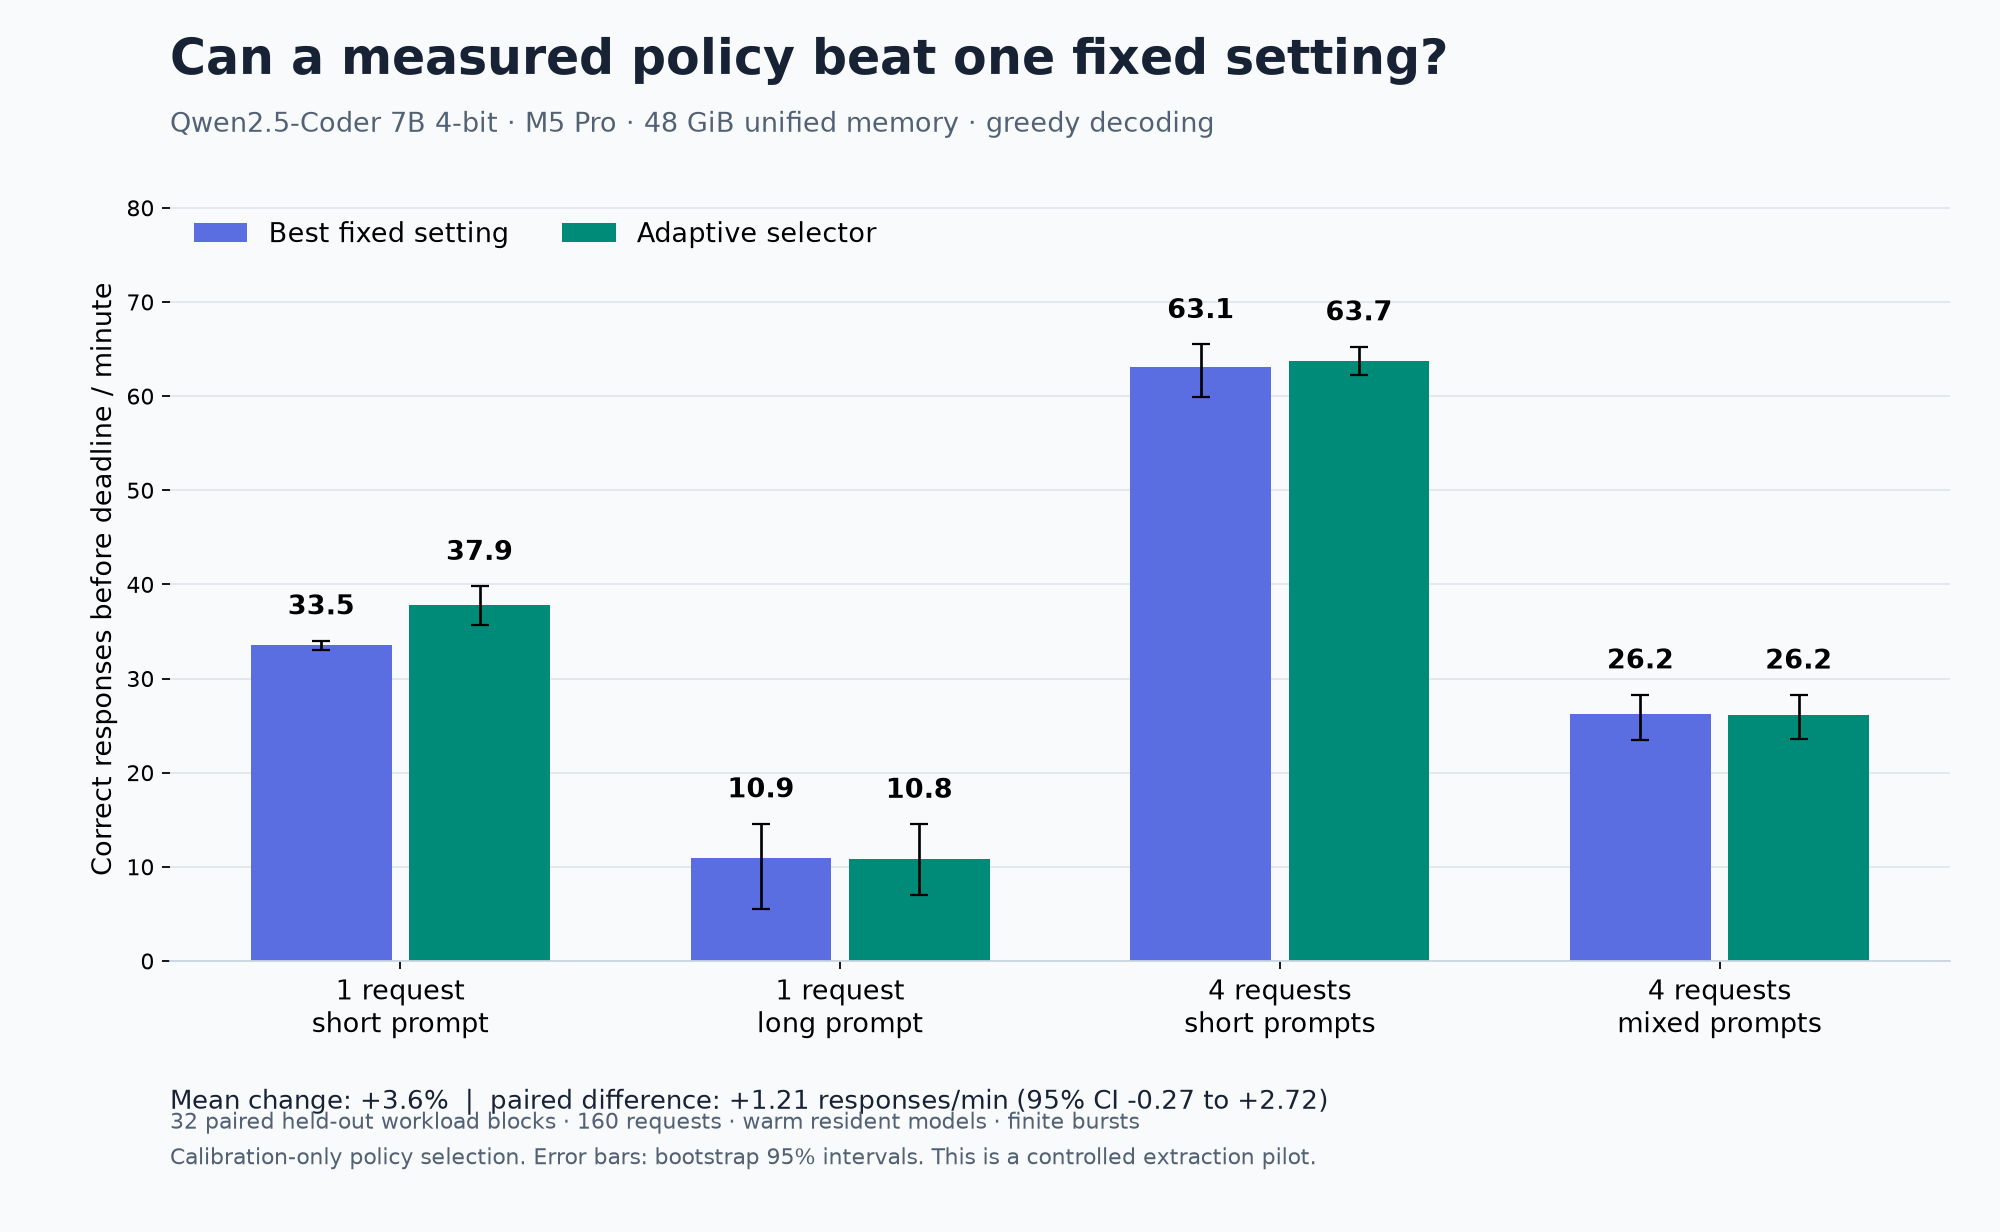 Can a measured policy beat one fixed setting?
Qwen2.5-Coder 7B 4-bit · M5 Pro · 48 GiB unified memory · greedy decoding
80
Best fixed setting
Adaptive selector
Correct responses before deadline / minute
70
60
50
40
30
20
10
0
33.5
37.9
10.9
10.8
63.1
63.7
26.2
26.2
1 request
short prompt
1 request
long prompt
4 requests
short prompts
4 requests
mixed prompts
Mean change: +3.6% | paired difference: +1.21 responses/min (95% CI -0.27 to +2.72)
32 paired held-out workload blocks · 160 requests · warm resident models · finite bursts
Calibration-only policy selection. Error bars: bootstrap 95% intervals. This is a controlled extraction pilot.